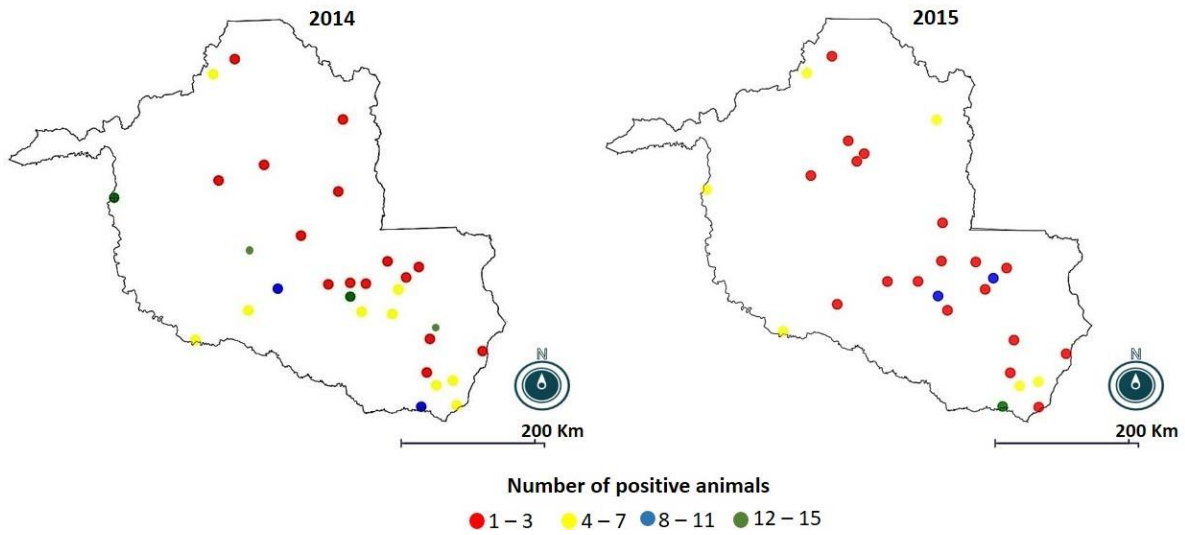 2014
2015
N
N
200 Km
200 Km
Number of positive animals
1 – 3
4 – 7
8 – 11
12 – 15